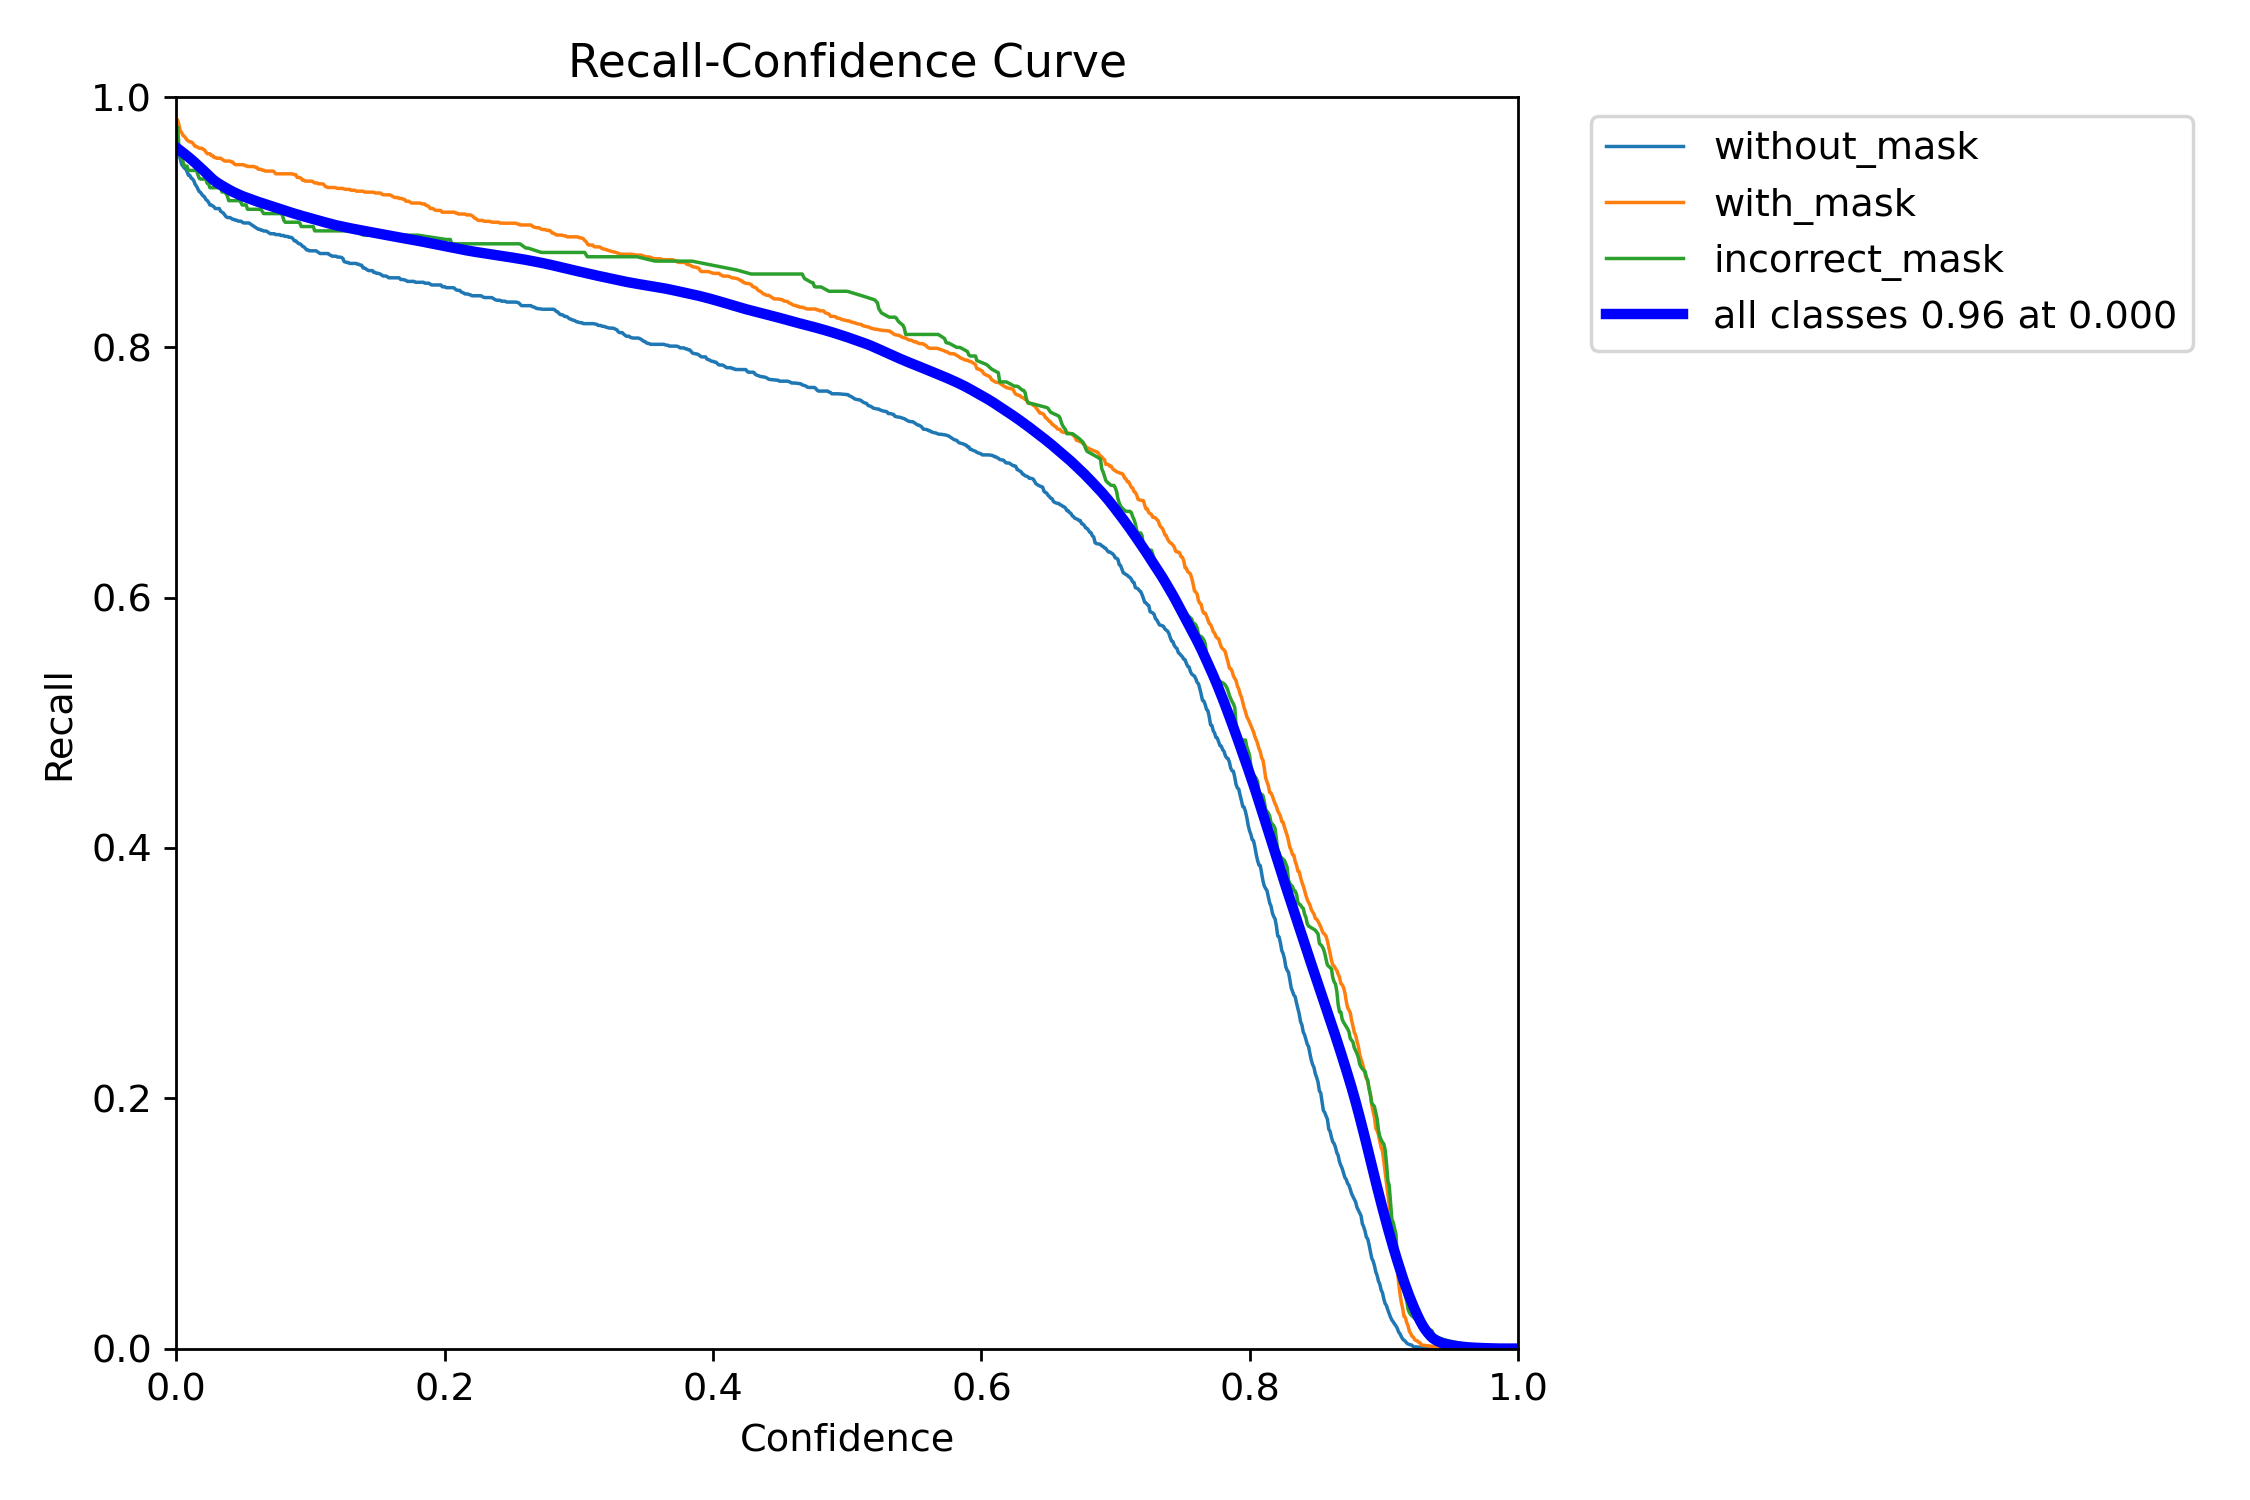 Recall-Confidence Curve
1.0
0.8
0.6
0.4
0.2
0.0
Recall
0.0 0.2 0.4 0.6 0.8 1.0
Confidence
without_mask
with_mask
incorrect_mask
all classes 0.96 at 0.000